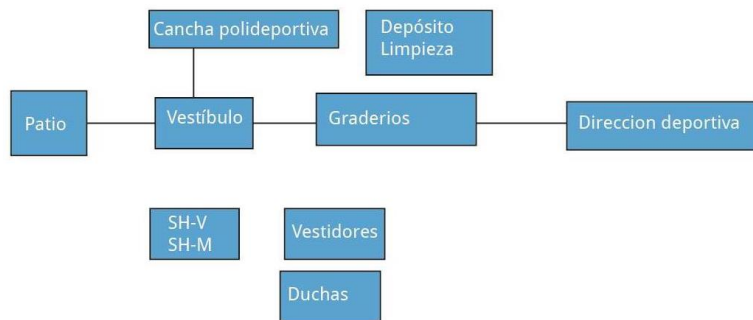 Cancha polideportiva
Depósito
Limpieza
Patio
Vestíbulo
Graderios
Direccion deportiva
SH-V
SH-M
Vestidores
Duchas